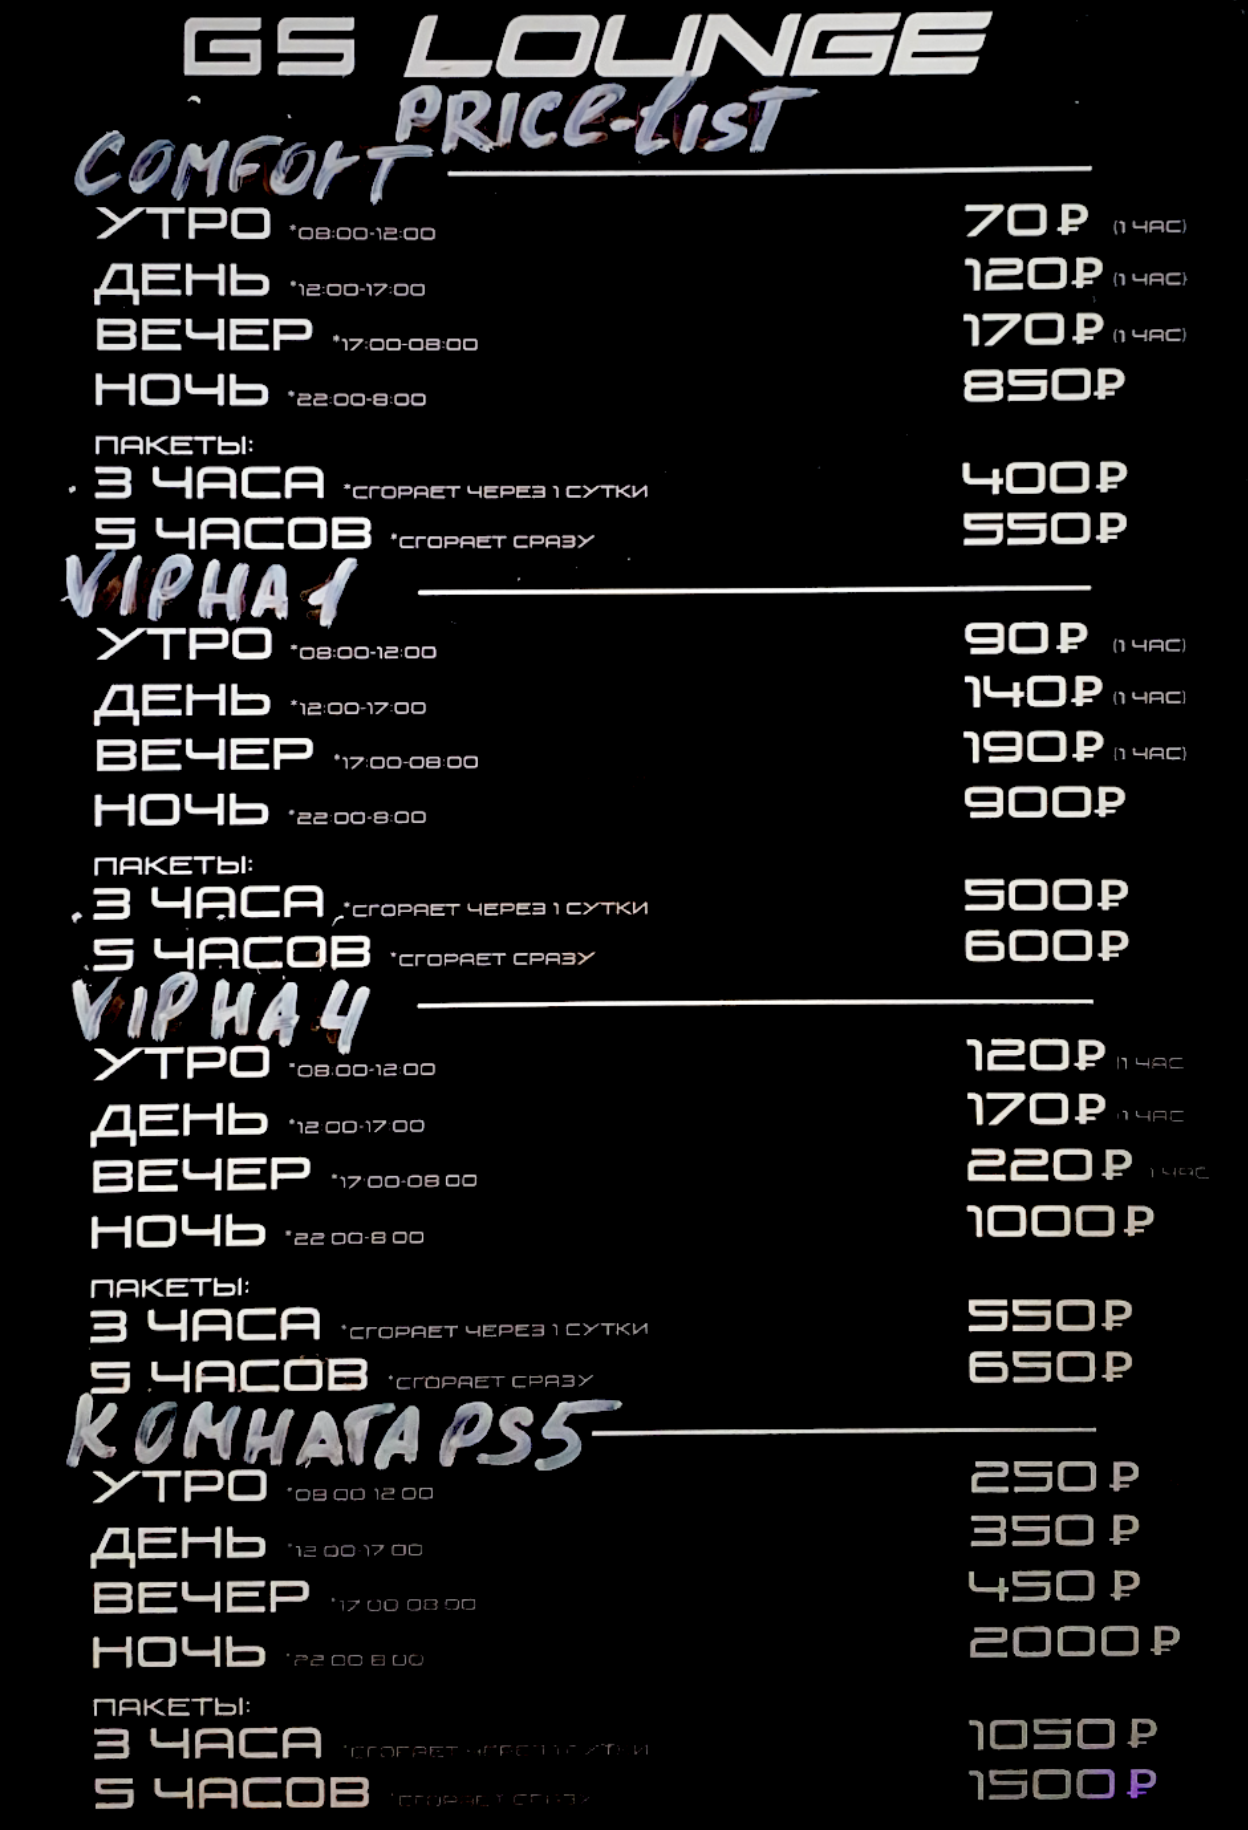 GS LOUNGE
PRICE-LIST
COMFORT
УТРО *08:00-12:00 70₽ (1 ЧАС)
ДЕНЬ *12:00-17:00 120₽ (1 ЧАС)
ВЕЧЕР *17:00-08:00 170₽ (1 ЧАС)
НОЧЬ *22:00-8:00 850₽
ПАКЕТЫ:
3 ЧАСА *СГОРАЕТ ЧЕРЕЗ 1 СУТКИ 400₽
5 ЧАСОВ *СГОРАЕТ СРАЗУ 550₽
VIP НА 1
УТРО *08:00-12:00 90₽ (1 ЧАС)
ДЕНЬ *12:00-17:00 140₽ (1 ЧАС)
ВЕЧЕР *17:00-08:00 190₽ (1 ЧАС)
НОЧЬ *22:00-8:00 900₽
ПАКЕТЫ:
3 ЧАСА *СГОРАЕТ ЧЕРЕЗ 1 СУТКИ 500₽
5 ЧАСОВ *СГОРАЕТ СРАЗУ 600₽
VIP НА 4
УТРО *08:00-12:00 120₽ (1 ЧАС
ДЕНЬ *12:00-17:00 170₽ (1 ЧАС
ВЕЧЕР *17:00-08:00 220₽ 1 ЧАС
НОЧЬ *22:00-8:00 1000₽
ПАКЕТЫ:
3 ЧАСА *СГОРАЕТ ЧЕРЕЗ 1 СУТКИ 550₽
5 ЧАСОВ *СГОРАЕТ СРАЗУ 650₽
КОМНАТА PS5
УТРО *08:00-12:00 250₽
ДЕНЬ *12:00-17:00 350₽
ВЕЧЕР *17:00-08:00 450₽
НОЧЬ *22:00-8:00 2000₽
ПАКЕТЫ:
3 ЧАСА *СГОРАЕТ ЧЕРЕЗ 1 СУТКИ 1050₽
5 ЧАСОВ *СГОРАЕТ СРАЗУ 1500₽